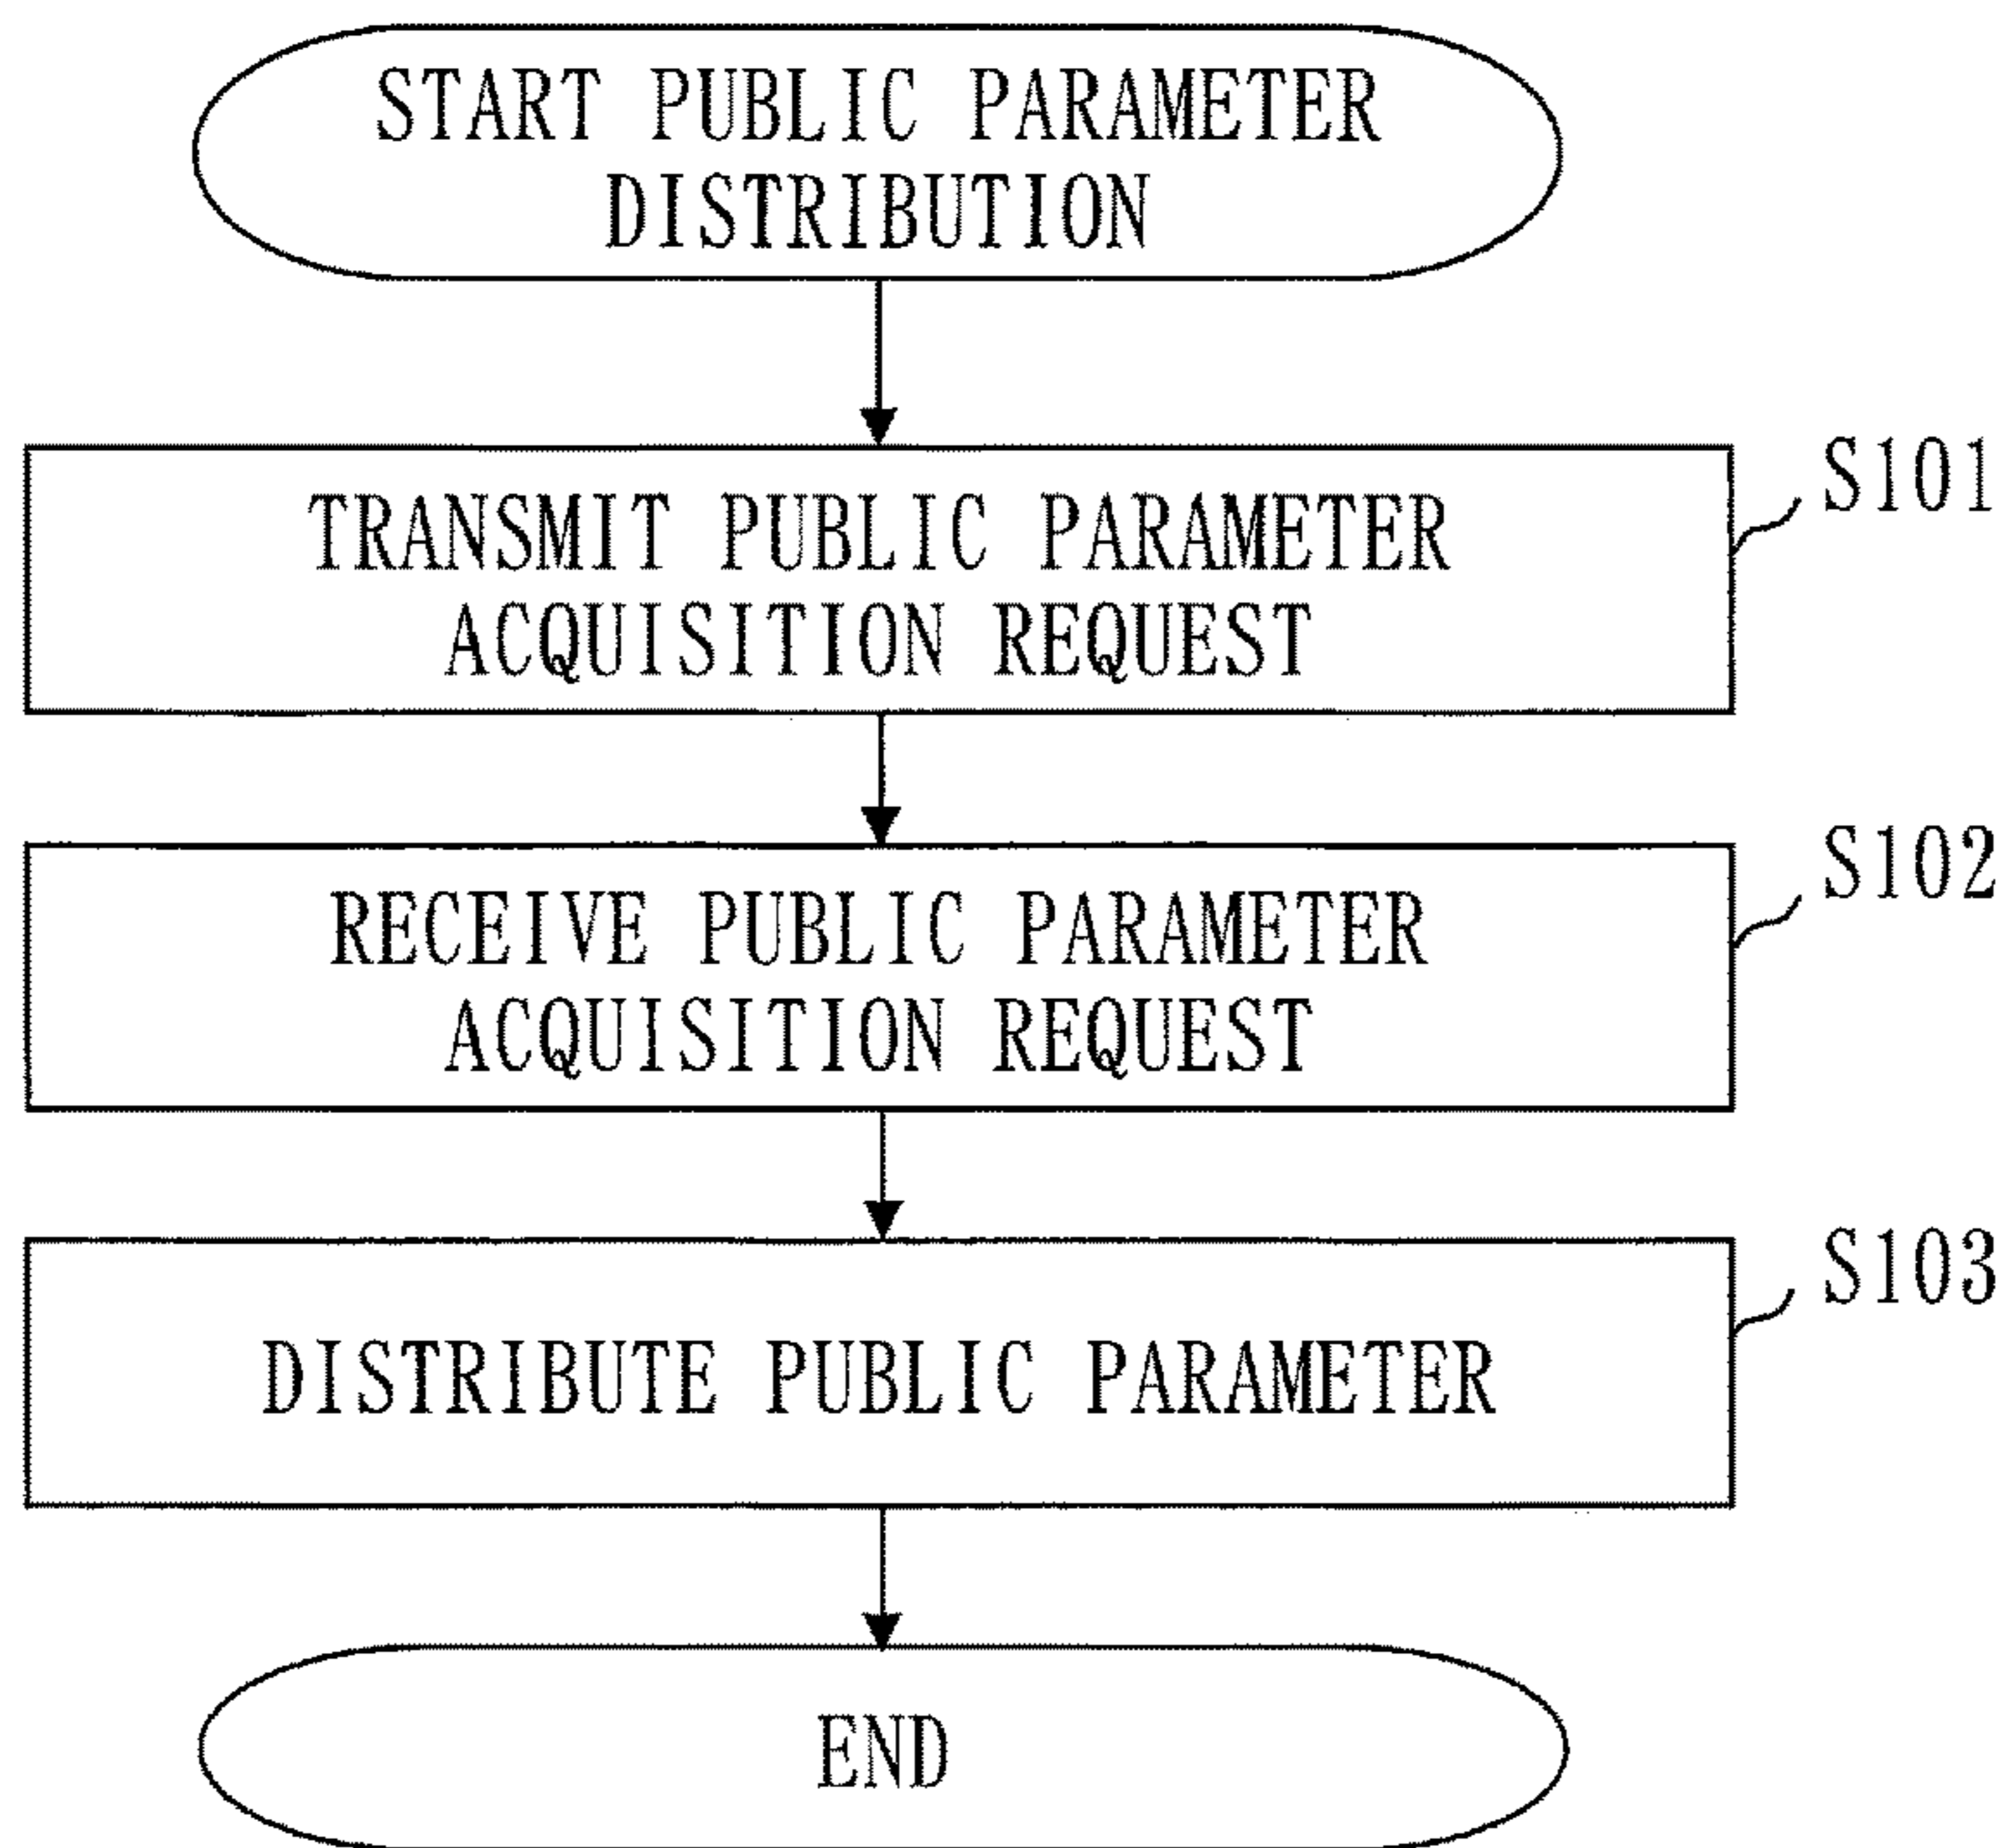 START PUBLIC PARAMETER
DISTRIBUTION
TRANSMIT PUBLIC PARAMETER
ACQUISITION REQUEST
S101
RECEIVE PUBLIC PARAMETER
ACQUISITION REQUEST
S102
DISTRIBUTE PUBLIC PARAMETER
S103
END